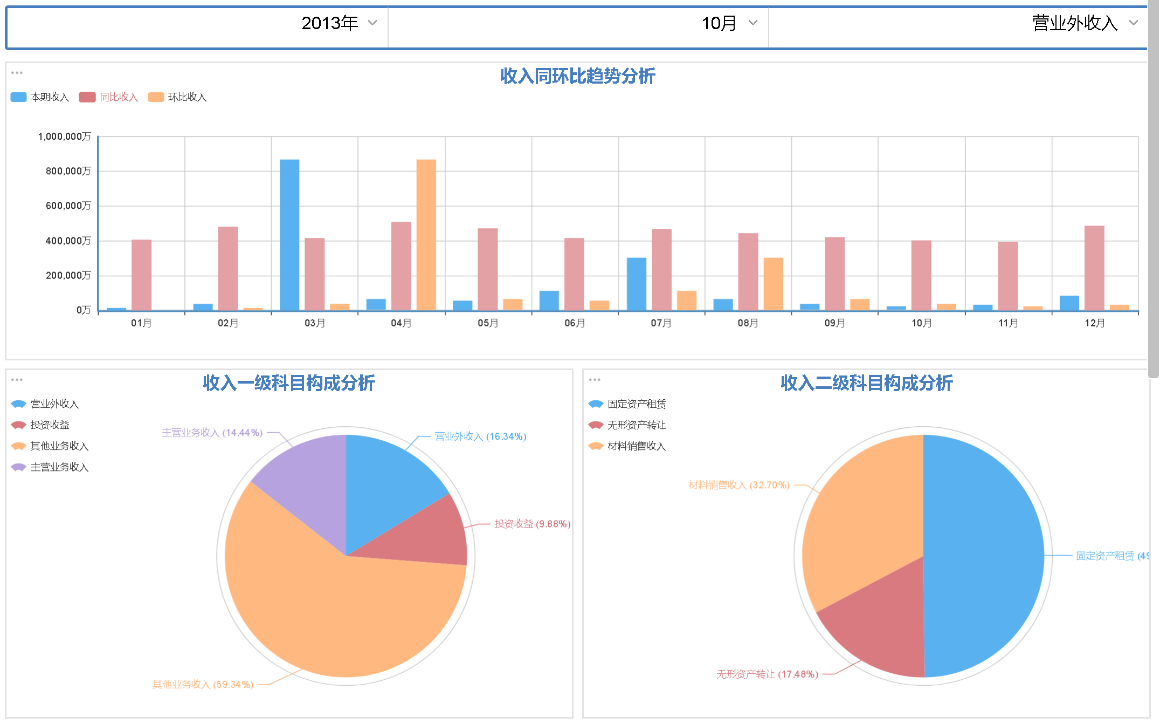 2013年 10月 营业外收入
收入同环比趋势分析
本期收入 同比收入 环比收入
1,000,000万
800,000万
600,000万
400,000万
200,000万
0万
01月 02月 03月 04月 05月 06月 07月 08月 09月 10月 11月 12月
收入一级科目构成分析
营业外收入
投资收益
其他业务收入
主营业务收入
主营业务收入 (14.44%)
营业外收入 (16.34%)
投资收益 (9.88%)
其他业务收入 (59.34%)
收入二级科目构成分析
固定资产租赁
无形资产转让
材料销售收入
材料销售收入 (32.70%)
固定资产租赁 (49
无形资产转让 (17.48%)